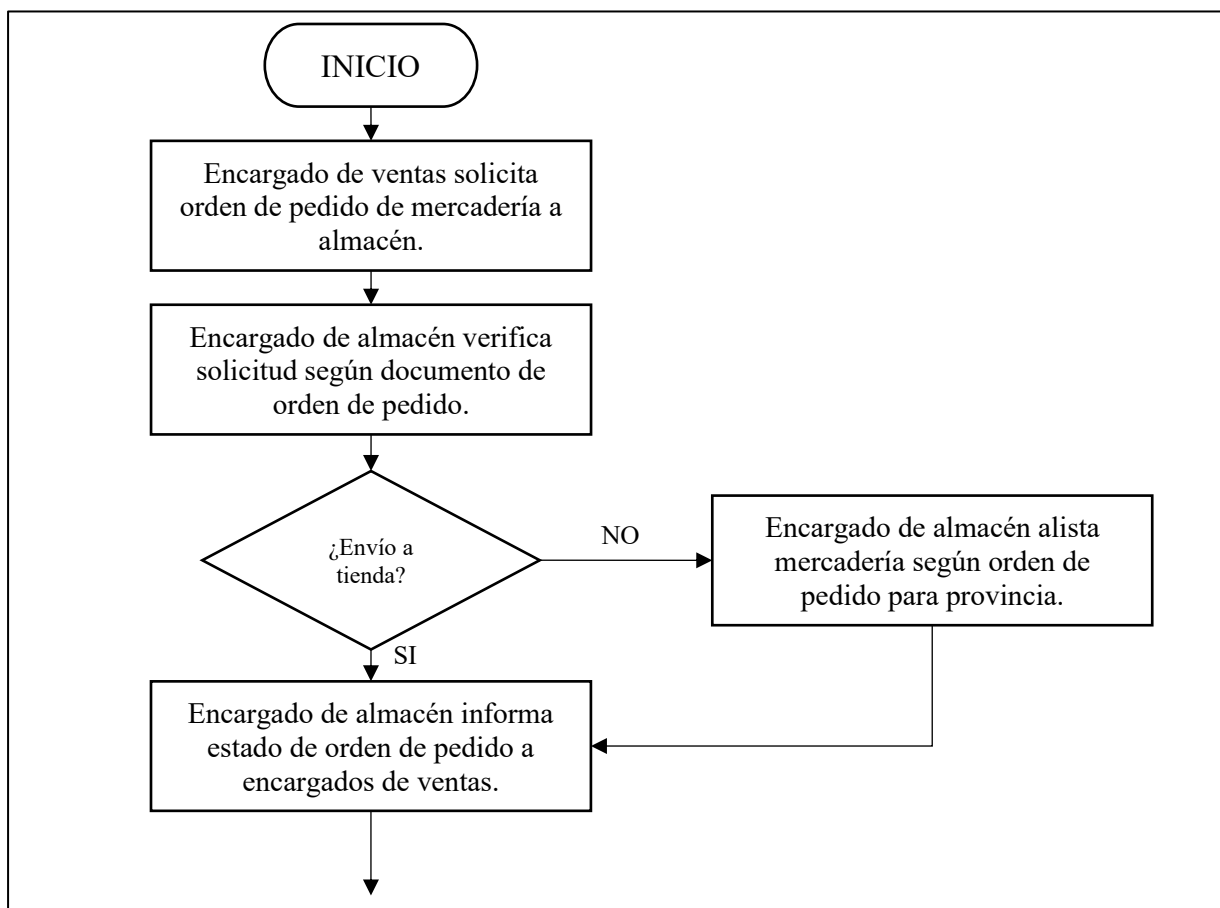 INICIO
Encargado de ventas solicita
orden de pedido de mercadería a
almacén.
Encargado de almacén verifica
solicitud según documento de
orden de pedido.
¿Envío a
tienda?
NO
Encargado de almacén alista
mercadería según orden de
pedido para provincia.
SI
Encargado de almacén informa
estado de orden de pedido a
encargados de ventas.